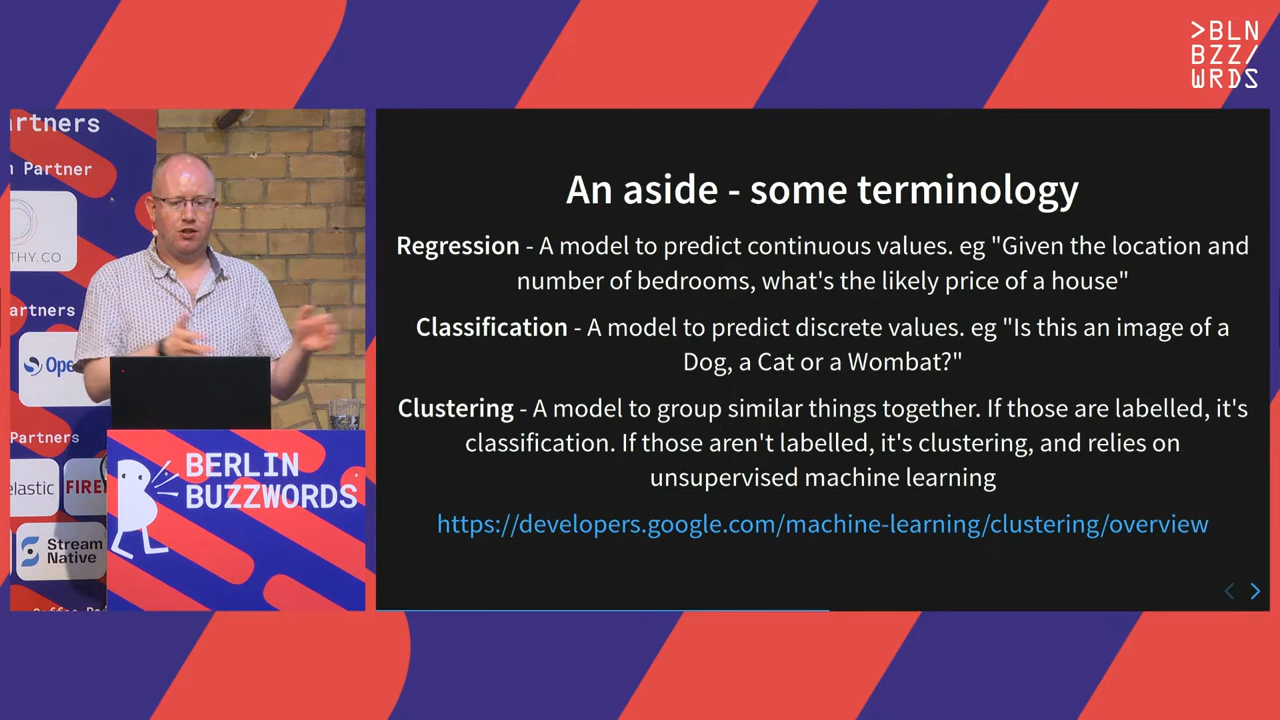 >BLN
BZZ/
WRDS
artners
Partner
THY.CO
artners
Ope
Partners
elastic
FIRE
Stream
Native
BERLIN
BUZZWORDS
An aside - some terminology
Regression - A model to predict continuous values. eg "Given the location and
number of bedrooms, what's the likely price of a house"
Classification - A model to predict discrete values. eg "Is this an image of a
Dog, a Cat or a Wombat?"
Clustering - A model to group similar things together. If those are labelled, it's
classification. If those aren't labelled, it's clustering, and relies on
unsupervised machine learning
https://developers.google.com/machine-learning/clustering/overview